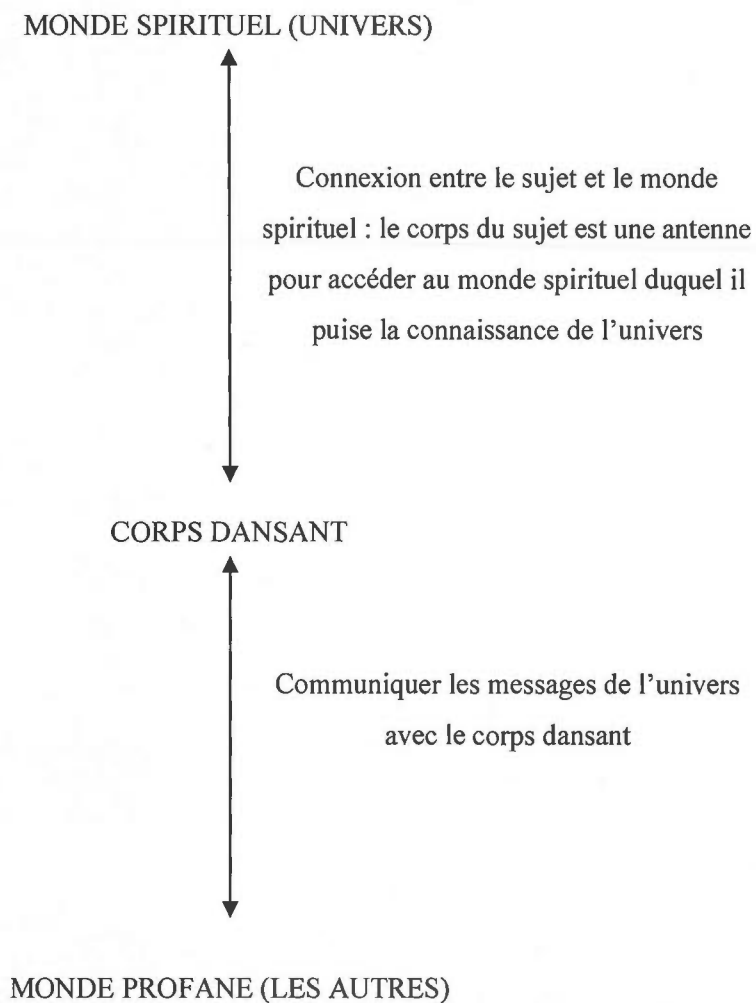 MONDE SPIRITUEL (UNIVERS)
Connexion entre le sujet et le monde
spirituel : le corps du sujet est une antenne
pour accéder au monde spirituel duquel il
puise la connaissance de l’univers
CORPS DANSANT
Communiquer les messages de l’univers
avec le corps dansant
MONDE PROFANE (LES AUTRES)